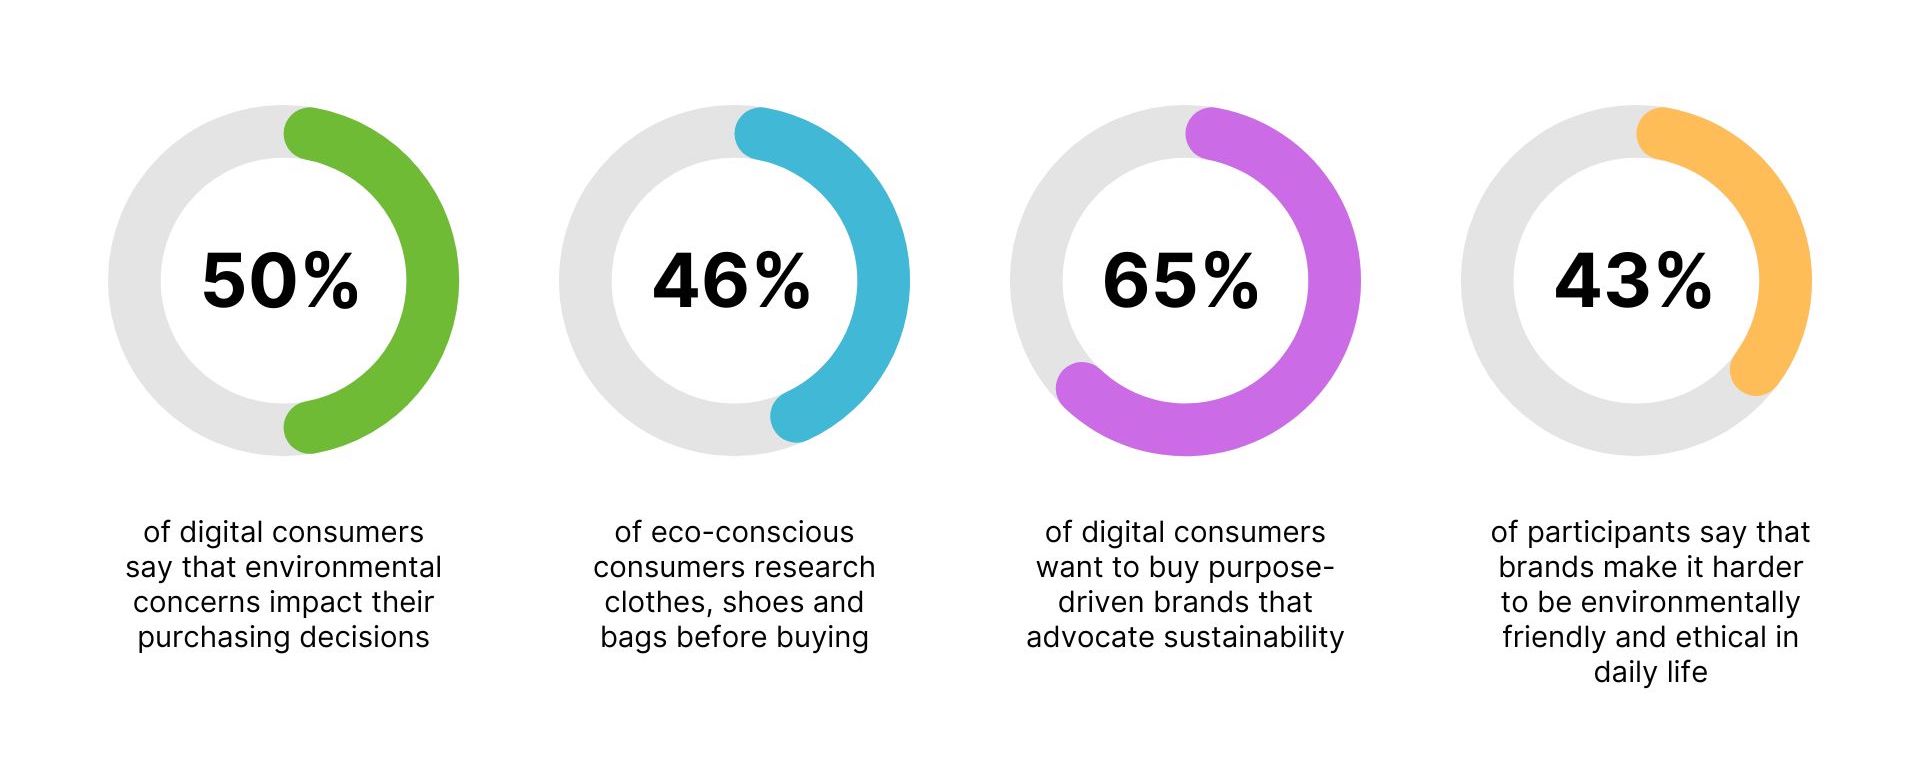 50%
of digital consumers
say that environmental
concerns impact their
purchasing decisions
46%
of eco-conscious
consumers research
clothes, shoes and
bags before buying
65%
of digital consumers
want to buy purpose-
driven brands that
advocate sustainability
43%
of participants say that
brands make it harder
to be environmentally
friendly and ethical in
daily life